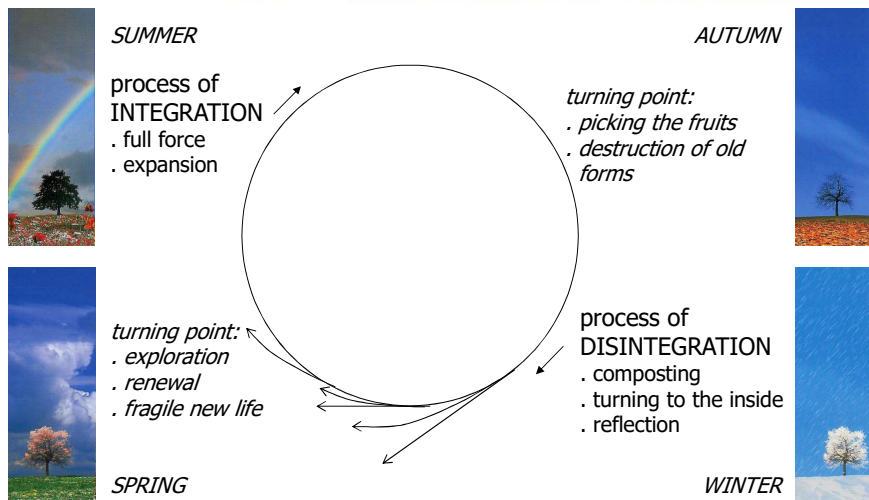 SUMMER
process of
INTEGRATION
. full force
. expansion
AUTUMN
turning point:
. picking the fruits
. destruction of old
forms
turning point:
. exploration
. renewal
. fragile new life
SPRING
process of
DISINTEGRATION
. composting
. turning to the inside
. reflection
WINTER